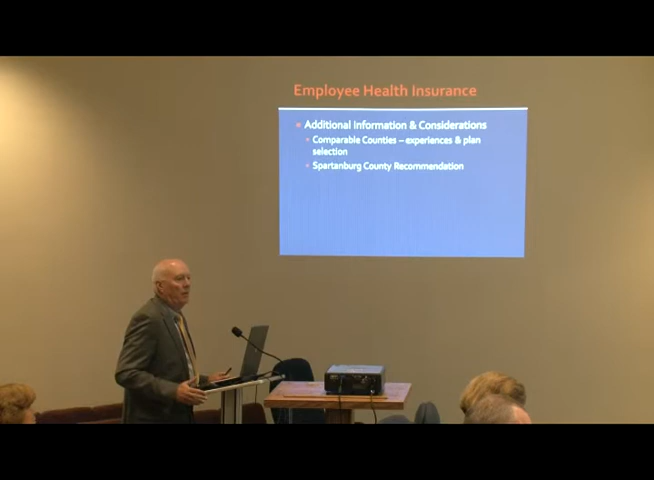 Employee Health Insurance
Additional Information & Considerations
Comparable Counties – experiences & plan
selection
Spartanburg County Recommendation